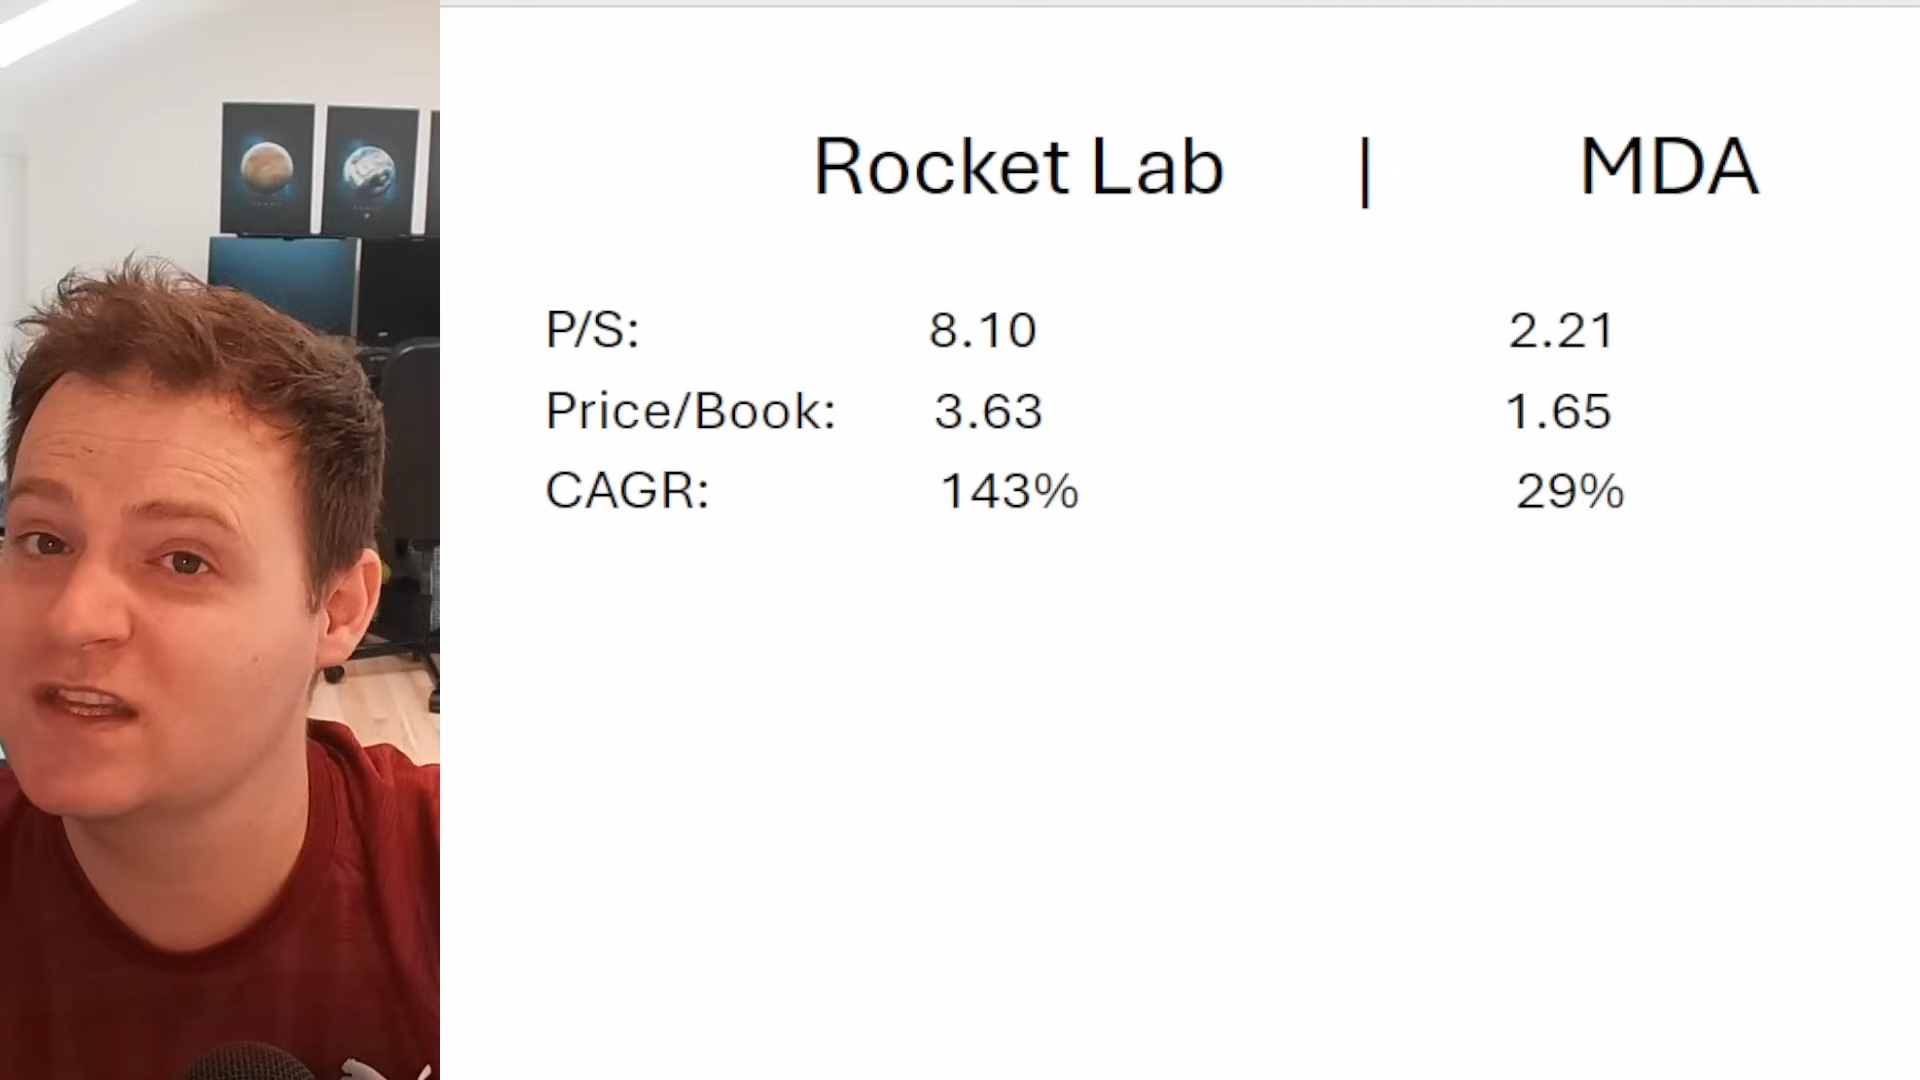 Rocket Lab | MDA
P/S: 8.10 2.21
Price/Book: 3.63 1.65
CAGR: 143% 29%